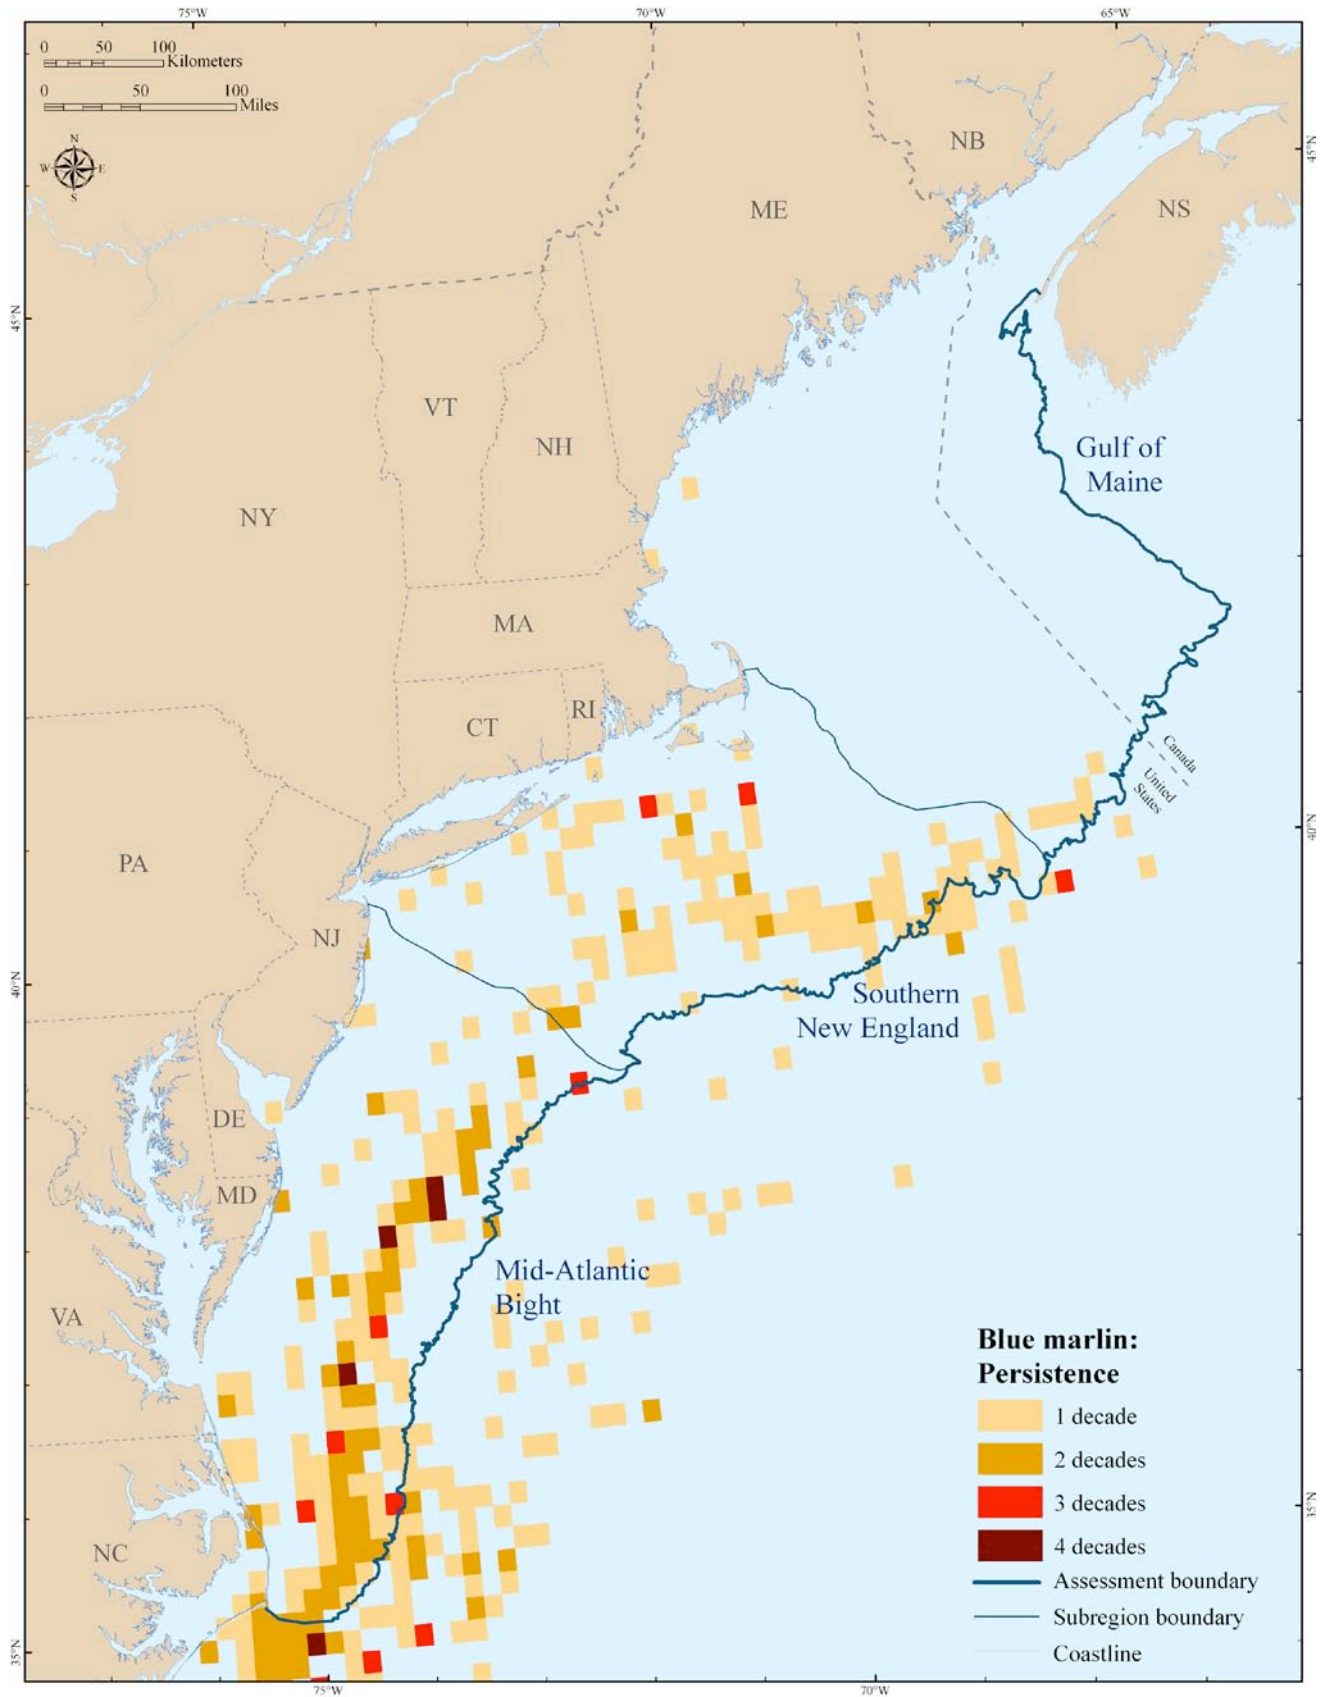 75°W 70°W 65°W
0 50 100
Kilometers
0 50 100
Miles
N
W E
S
NB
45°N
ME
NS
45°N
VT
Gulf of
Maine
NH
NY
MA
RI
CT
Canada
United
States
40°N
PA
NJ
40°N
Southern
New England
DE
MD
Mid-Atlantic
Bight
VA
Blue marlin:
Persistence
1 decade
2 decades
3 decades
35°N
4 decades
NC
Assessment boundary
Subregion boundary
Coastline
35°N
75°W 70°W